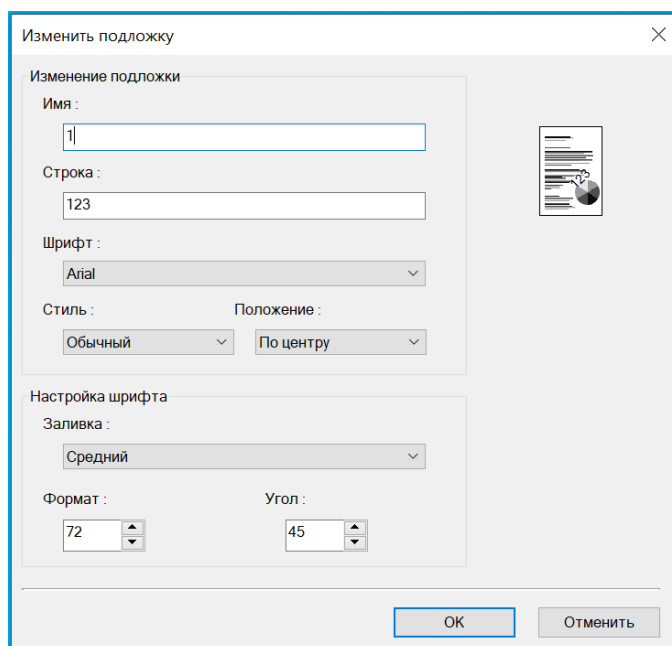 Изменить подложку
Изменение подложки
Имя :
1
Строка :
123
Шрифт :
Arial
Стиль : Положение :
Обычный По центру
Настройка шрифта
Заливка :
Средний
Формат : Угол :
72 45
OK Отменить
123